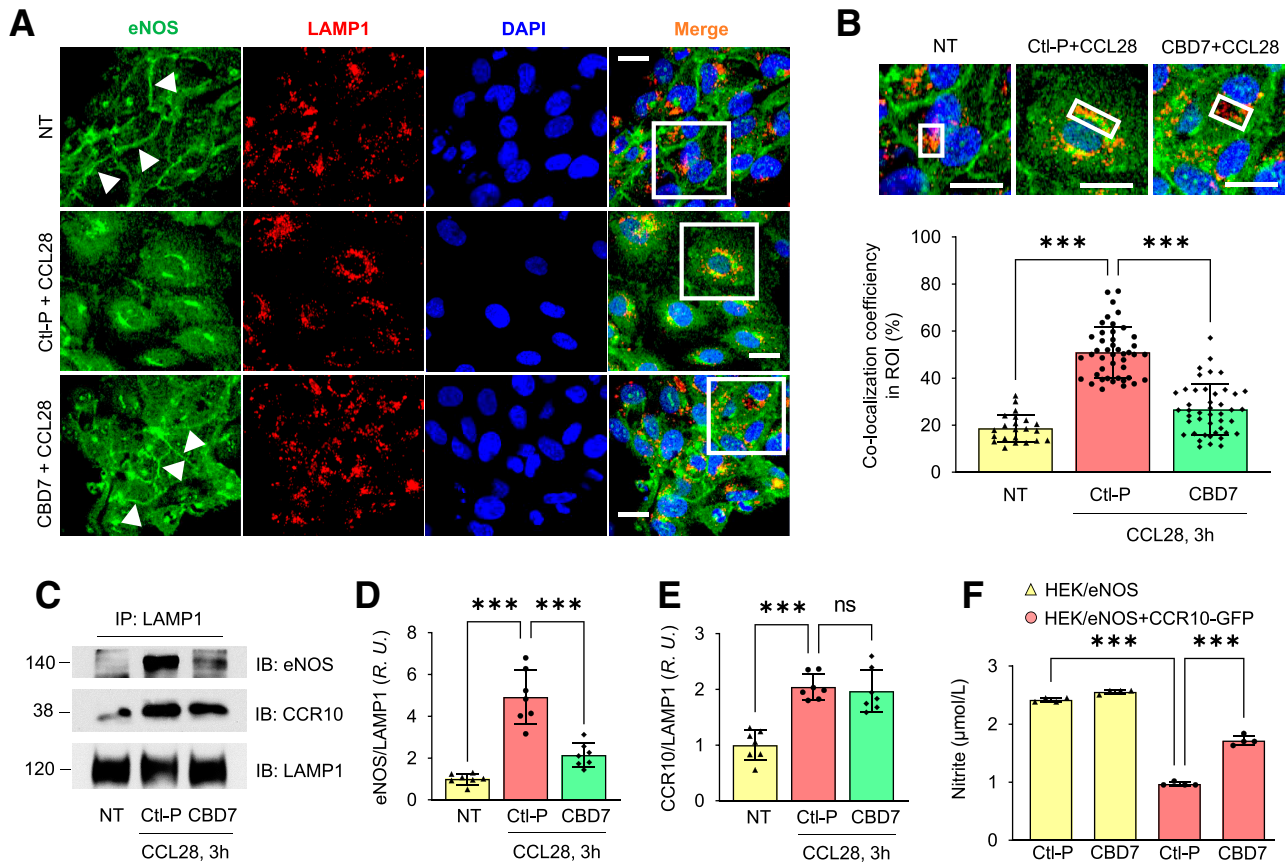 A
eNOS
LAMP1
DAPI
Merge
NT
Ctl-P + CCL28
CBD7 + CCL28
B
NT
Ctl-P+CCL28
CBD7+CCL28
Co-localization coefficiency
in ROI (%)
100
80
60
40
20
0
***
***
NT
Ctl-P
CBD7
CCL28, 3h
C
IP: LAMP1
140
IB: eNOS
38
IB: CCR10
120
IB: LAMP1
NT
Ctl-P
CBD7
CCL28, 3h
D
eNOS/LAMP1 (R. U.)
8
6
4
2
0
***
***
NT
Ctl-P
CBD7
CCL28, 3h
E
CCR10/LAMP1 (R. U.)
3
2
1
0
***
ns
NT
Ctl-P
CBD7
CCL28, 3h
F
HEK/eNOS
HEK/eNOS+CCR10-GFP
Nitrite (μmol/L)
3
2
1
0
***
***
Ctl-P
CBD7
Ctl-P
CBD7